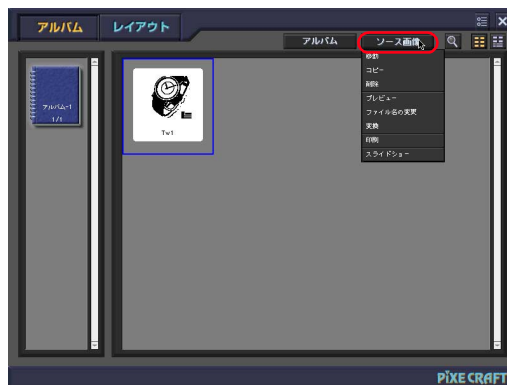 アルバム
レイアウト
アルバム
ソース画像
移動
コピー
削除
プレビュー
ファイル名の変更
変換
印刷
スライドショー
アルバム-1
1/1
Tw1
PIXE CRAFT